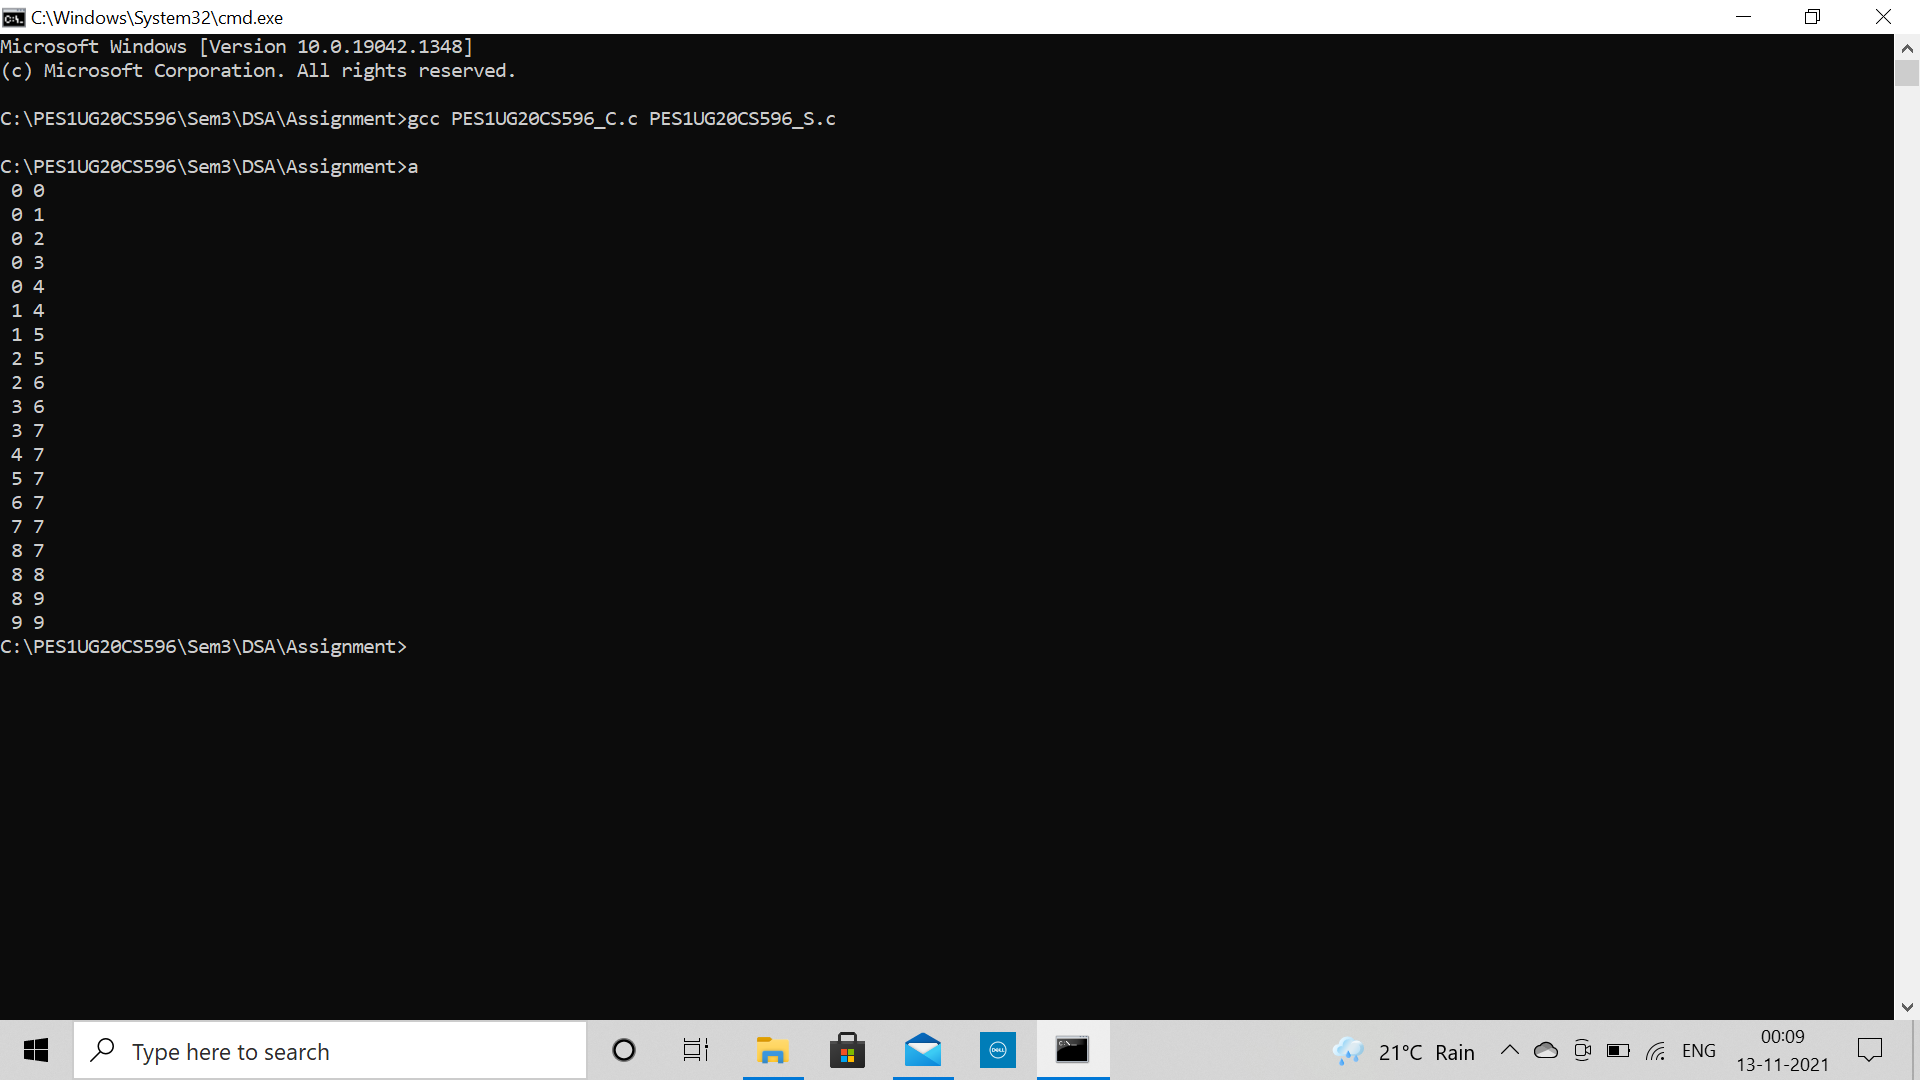 C:\Windows\System32\cmd.exe
Microsoft Windows [Version 10.0.19042.1348]
(c) Microsoft Corporation. All rights reserved.
C:\PES1UG20CS596\Sem3\DSA\Assignment>gcc PES1UG20CS596_C.c PES1UG20CS596_S.c
C:\PES1UG20CS596\Sem3\DSA\Assignment>a
0 0
0 1
0 2
0 3
0 4
1 4
1 5
2 5
2 6
3 6
3 7
4 7
5 7
6 7
7 7
8 7
8 8
8 9
9 9
C:\PES1UG20CS596\Sem3\DSA\Assignment>
Type here to search
DELL
21°C Rain
ENG
00:09
13-11-2021